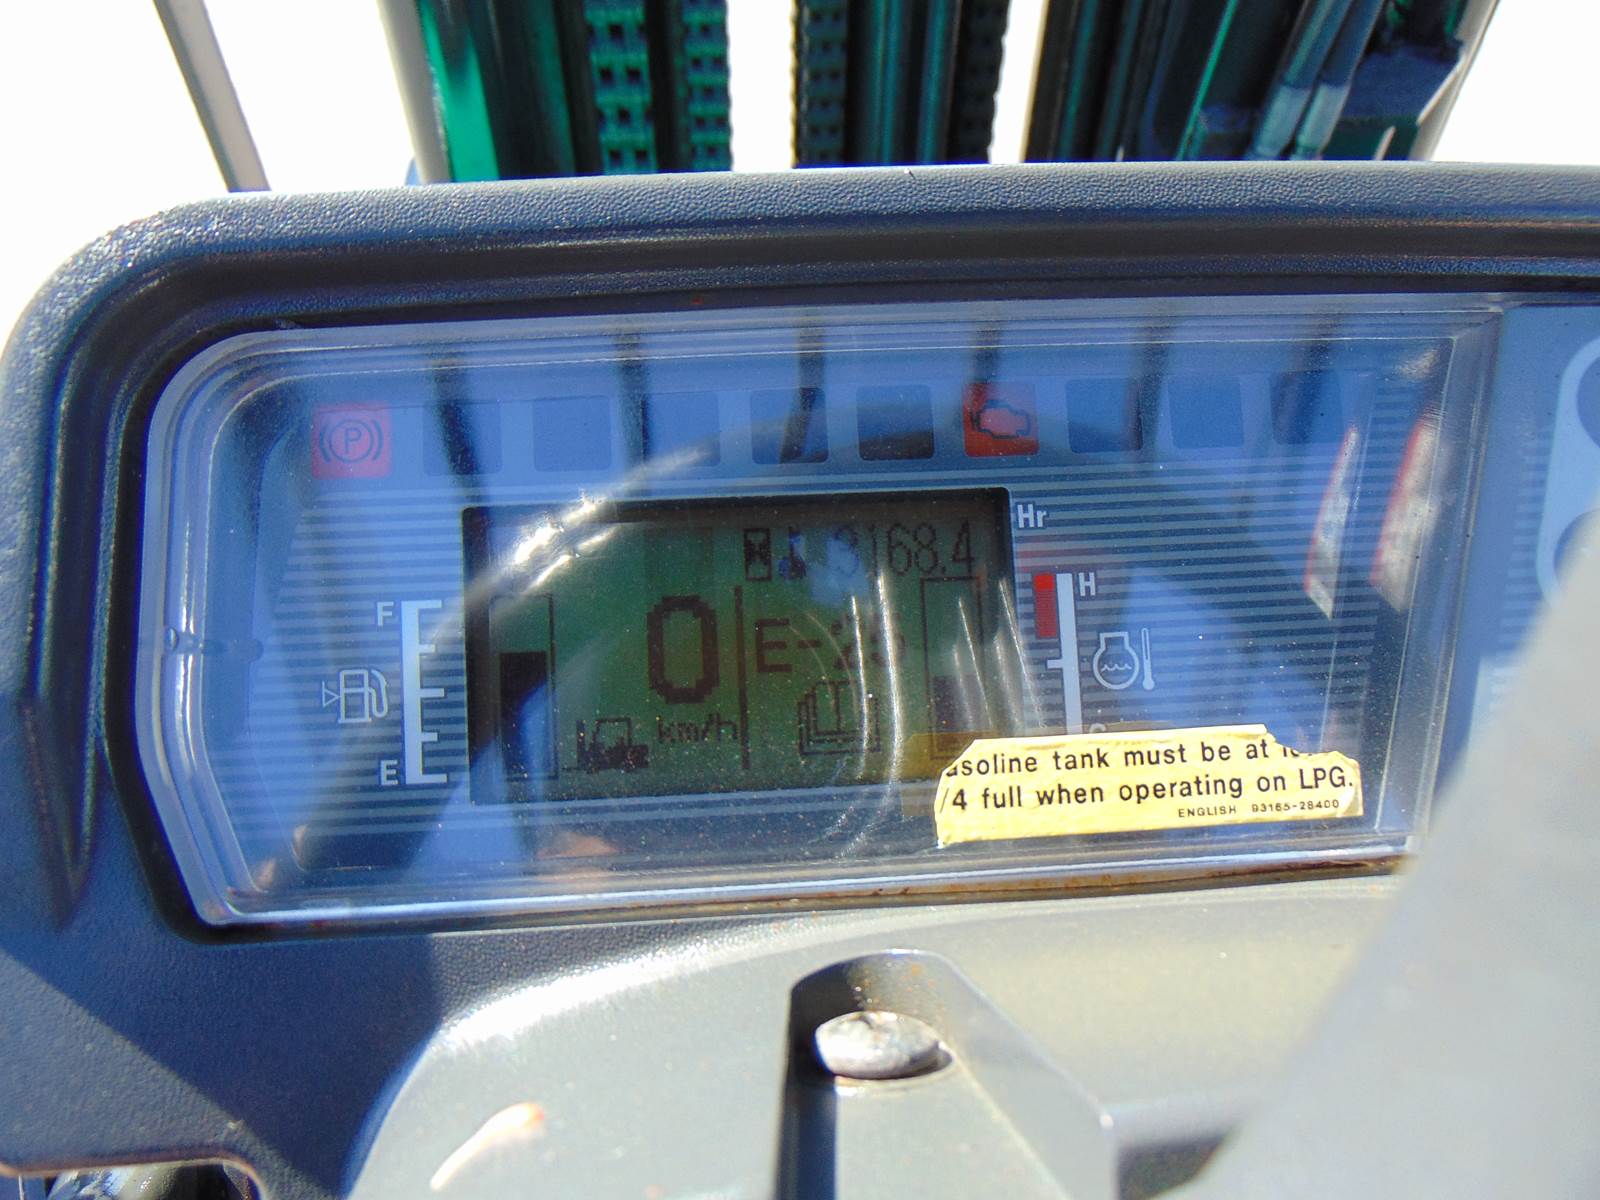 P
Hr
3168.4
F
H
0
E-25
km/h
E
asoline tank must be at
/4 full when operating on LPG.
ENGLISH 93165-28400